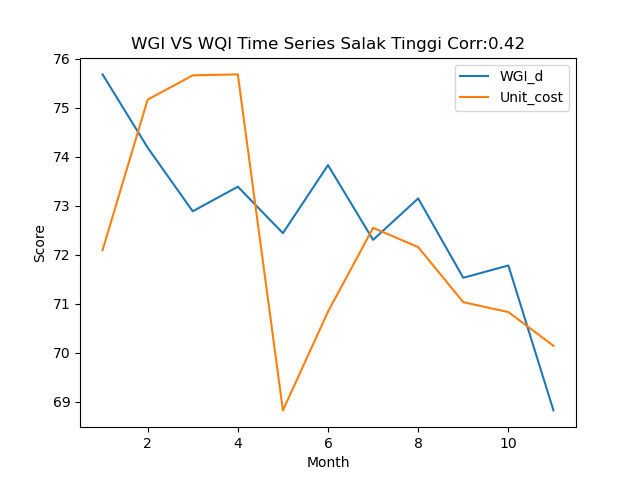 WGI VS WQI Time Series Salak Tinggi Corr:0.42
WGI_d
Unit_cost
76
75
74
73
72
71
70
69
Score
2 4 6 8 10
Month